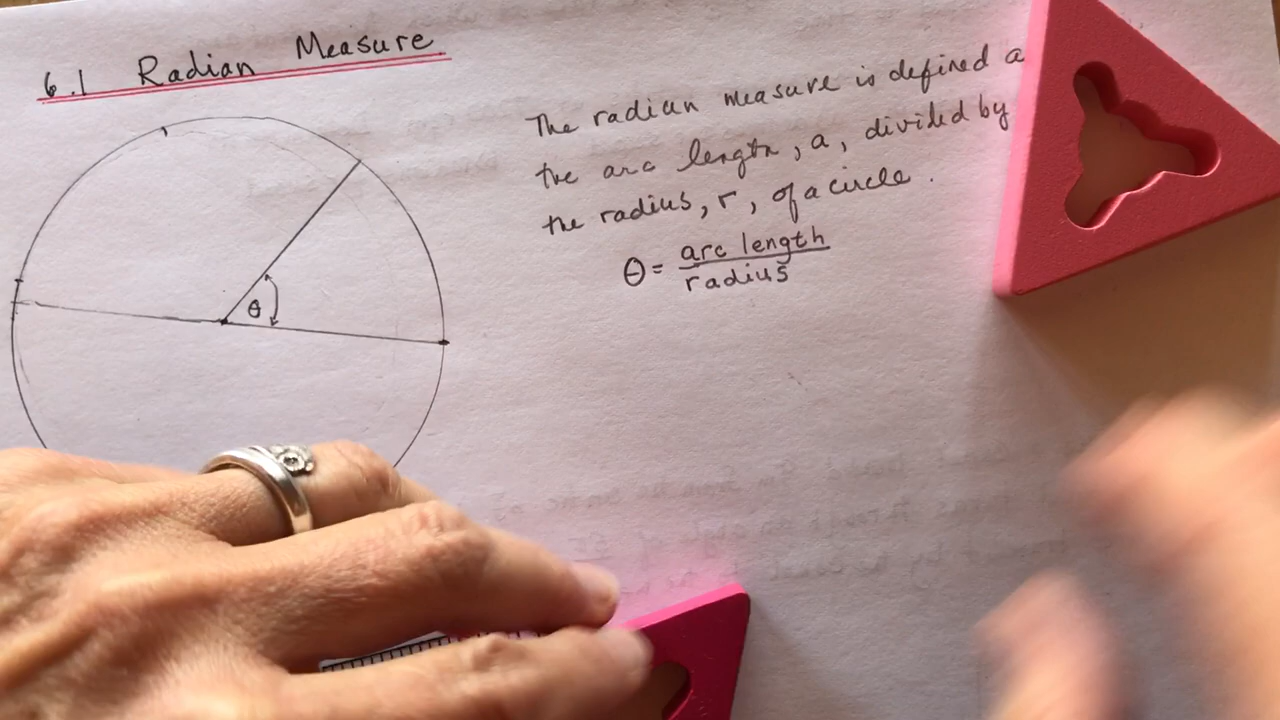 6.1 Radian Measure
The radian measure is defined a
the arc length, a, divided by
the radius, r, of a circle.
θ = arc length
radius
θ